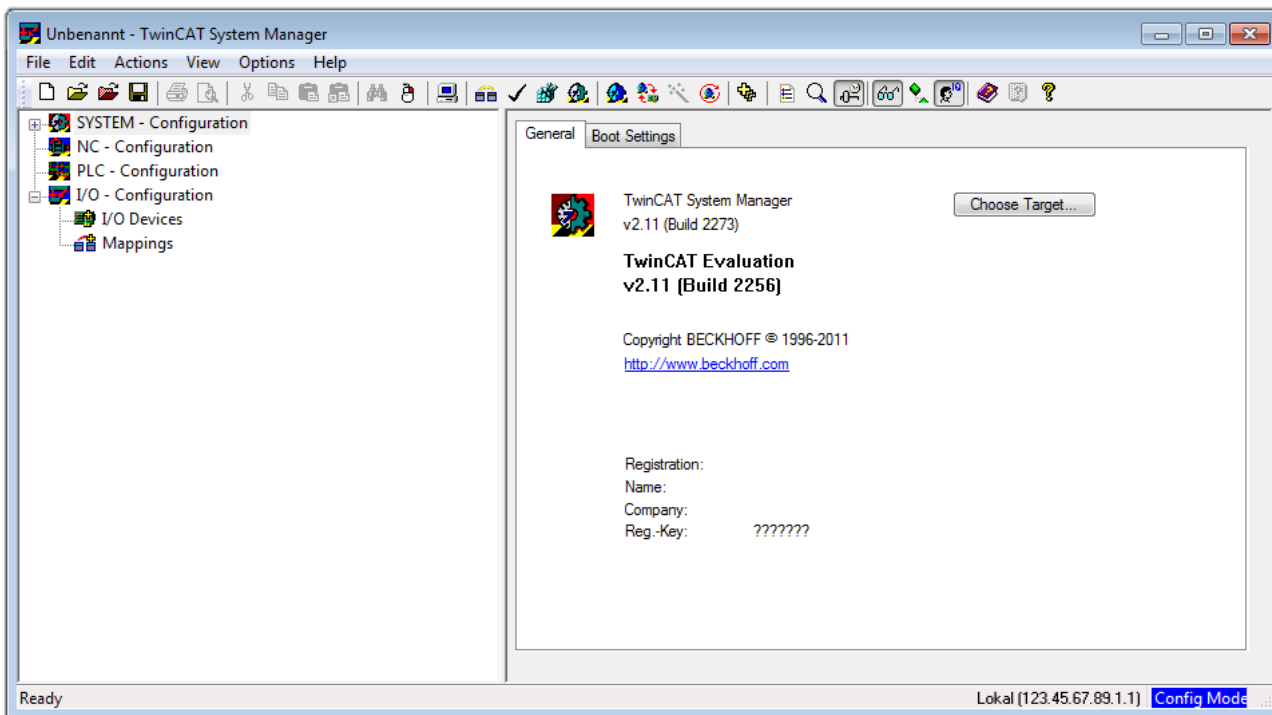 Unbenannt - TwinCAT System Manager
File Edit Actions View Options Help
SYSTEM - Configuration
NC - Configuration
PLC - Configuration
I/O - Configuration
I/O Devices
Mappings
General Boot Settings
TwinCAT System Manager
v2.11 (Build 2273)
Choose Target...
TwinCAT Evaluation
v2.11 (Build 2256)
Copyright BECKHOFF © 1996-2011
http://www.beckhoff.com
Registration:
Name:
Company:
Reg.-Key: ???????
Ready Lokal (123.45.67.89.1.1) Config Mode